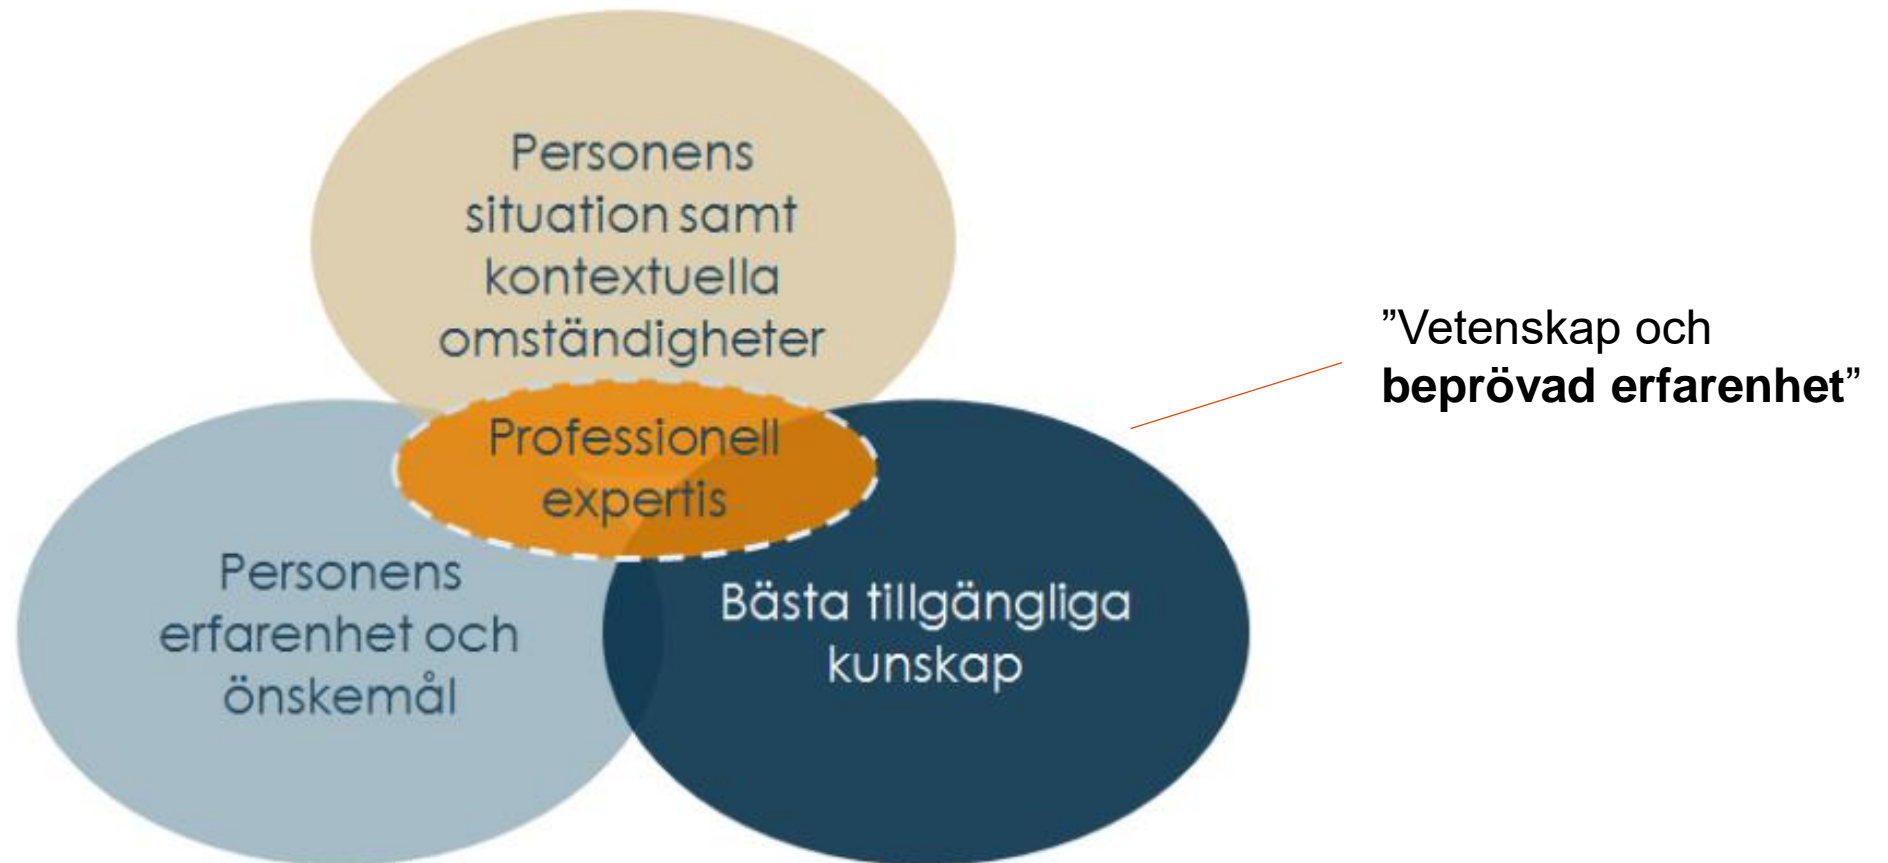 Personens
situation samt
kontextuella
omständigheter
Professionell
expertis
Personens
erfarenhet och
önskemål
Bästa tillgängliga
kunskap
”Vetenskap och
beprövad erfarenhet”